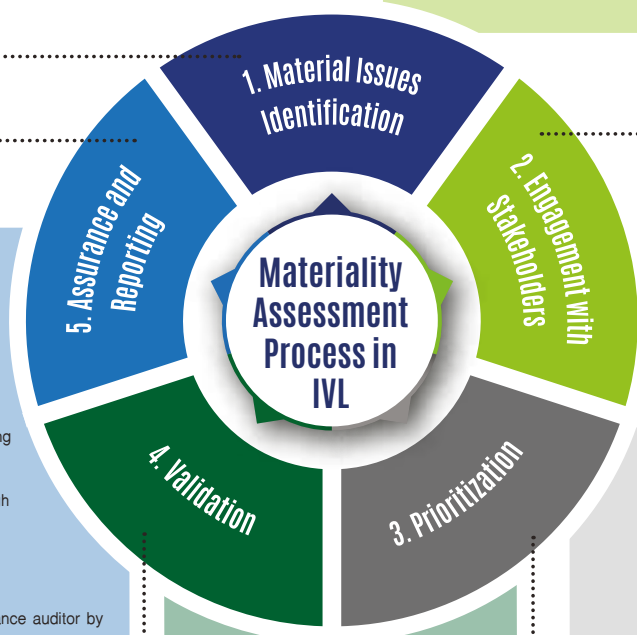 1. Material Issues
Identification
2. Engagement with
Stakeholders
3. Prioritization
4. Validation
5. Assurance and
Reporting
Materiality
Assessment
Process in
IVL
auditor by